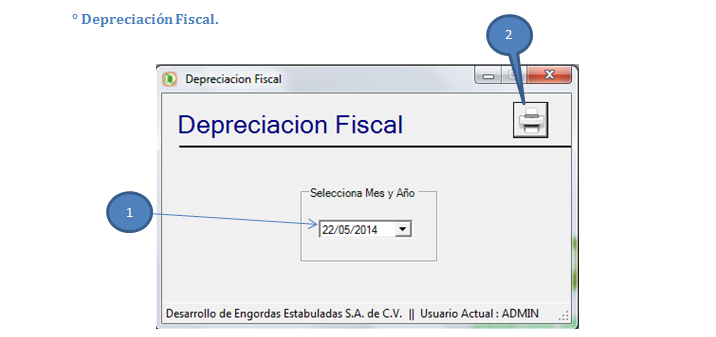 ° Depreciación Fiscal.
2
Depreciacion Fiscal
Depreciacion Fiscal
Selecciona Mes y Año
1
22/05/2014
Desarrollo de Engordas Estabuladas S.A. de C.V. || Usuario Actual : ADMIN